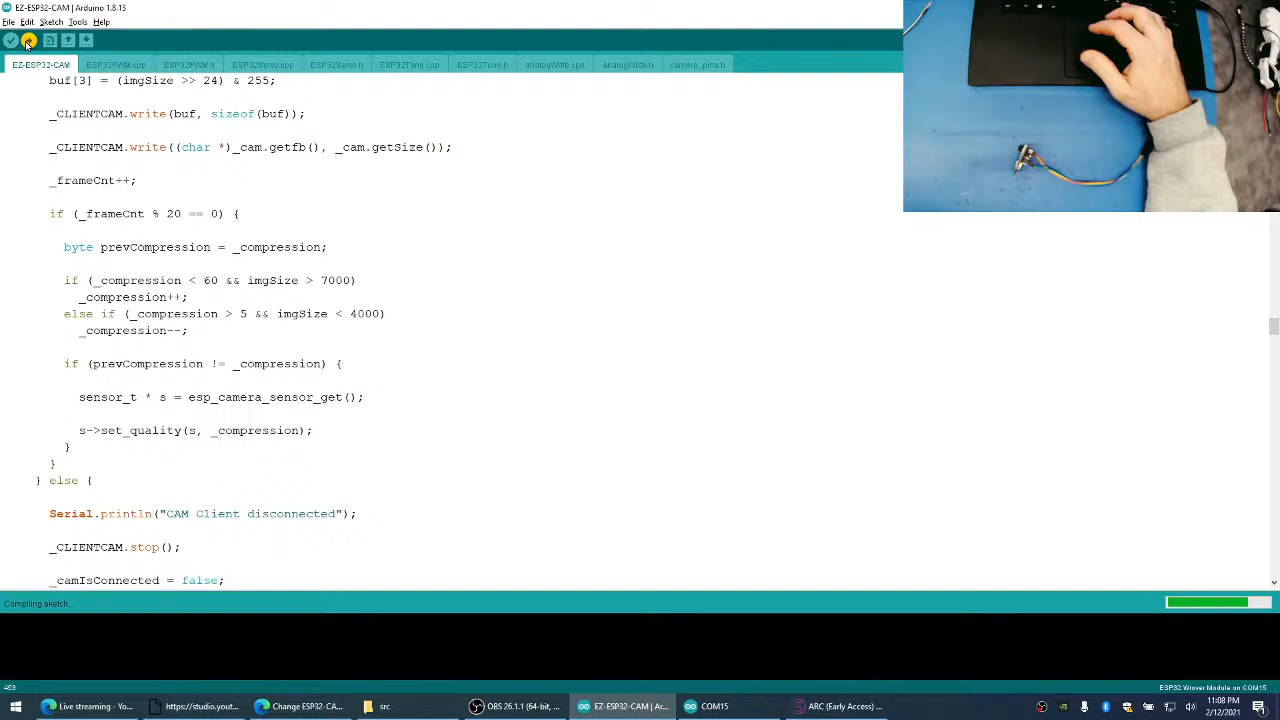 EZ-ESP32-CAM | Arduino 1.8.13
File Edit Sketch Tools Help
EZ-ESP32-CAM ESP32PWM.cpp ESP32PWM.h ESP32Servo.cpp ESP32Servo.h ESP32Tone.cpp ESP32Tone.h analogWrite.cpp analogWrite.h camera_pins.h
buf[3] = (imgSize >> 24) & 255;
_CLIENTCAM.write(buf, sizeof(buf));
_CLIENTCAM.write((char *)_cam.getfb(), _cam.getSize());
_frameCnt++;
if (_frameCnt % 20 == 0) {
byte prevCompression = _compression;
if (_compression < 60 && imgSize > 7000)
_compression++;
else if (_compression > 5 && imgSize < 4000)
_compression--;
if (prevCompression != _compression) {
sensor_t * s = esp_camera_sensor_get();
s->set_quality(s, _compression);
}
}
} else {
Serial.println("CAM Client disconnected");
_CLIENTCAM.stop();
_camIsConnected = false;
Compiling sketch...
493 ESP32 Wrover Module on COM15
Live streaming - Yo... https://studio.yout... Change ESP32-CA... src OBS 26.1.1 (64-bit, ... EZ-ESP32-CAM | Ar... COM15 ARC (Early Access) ... 11:08 PM
2/12/2021